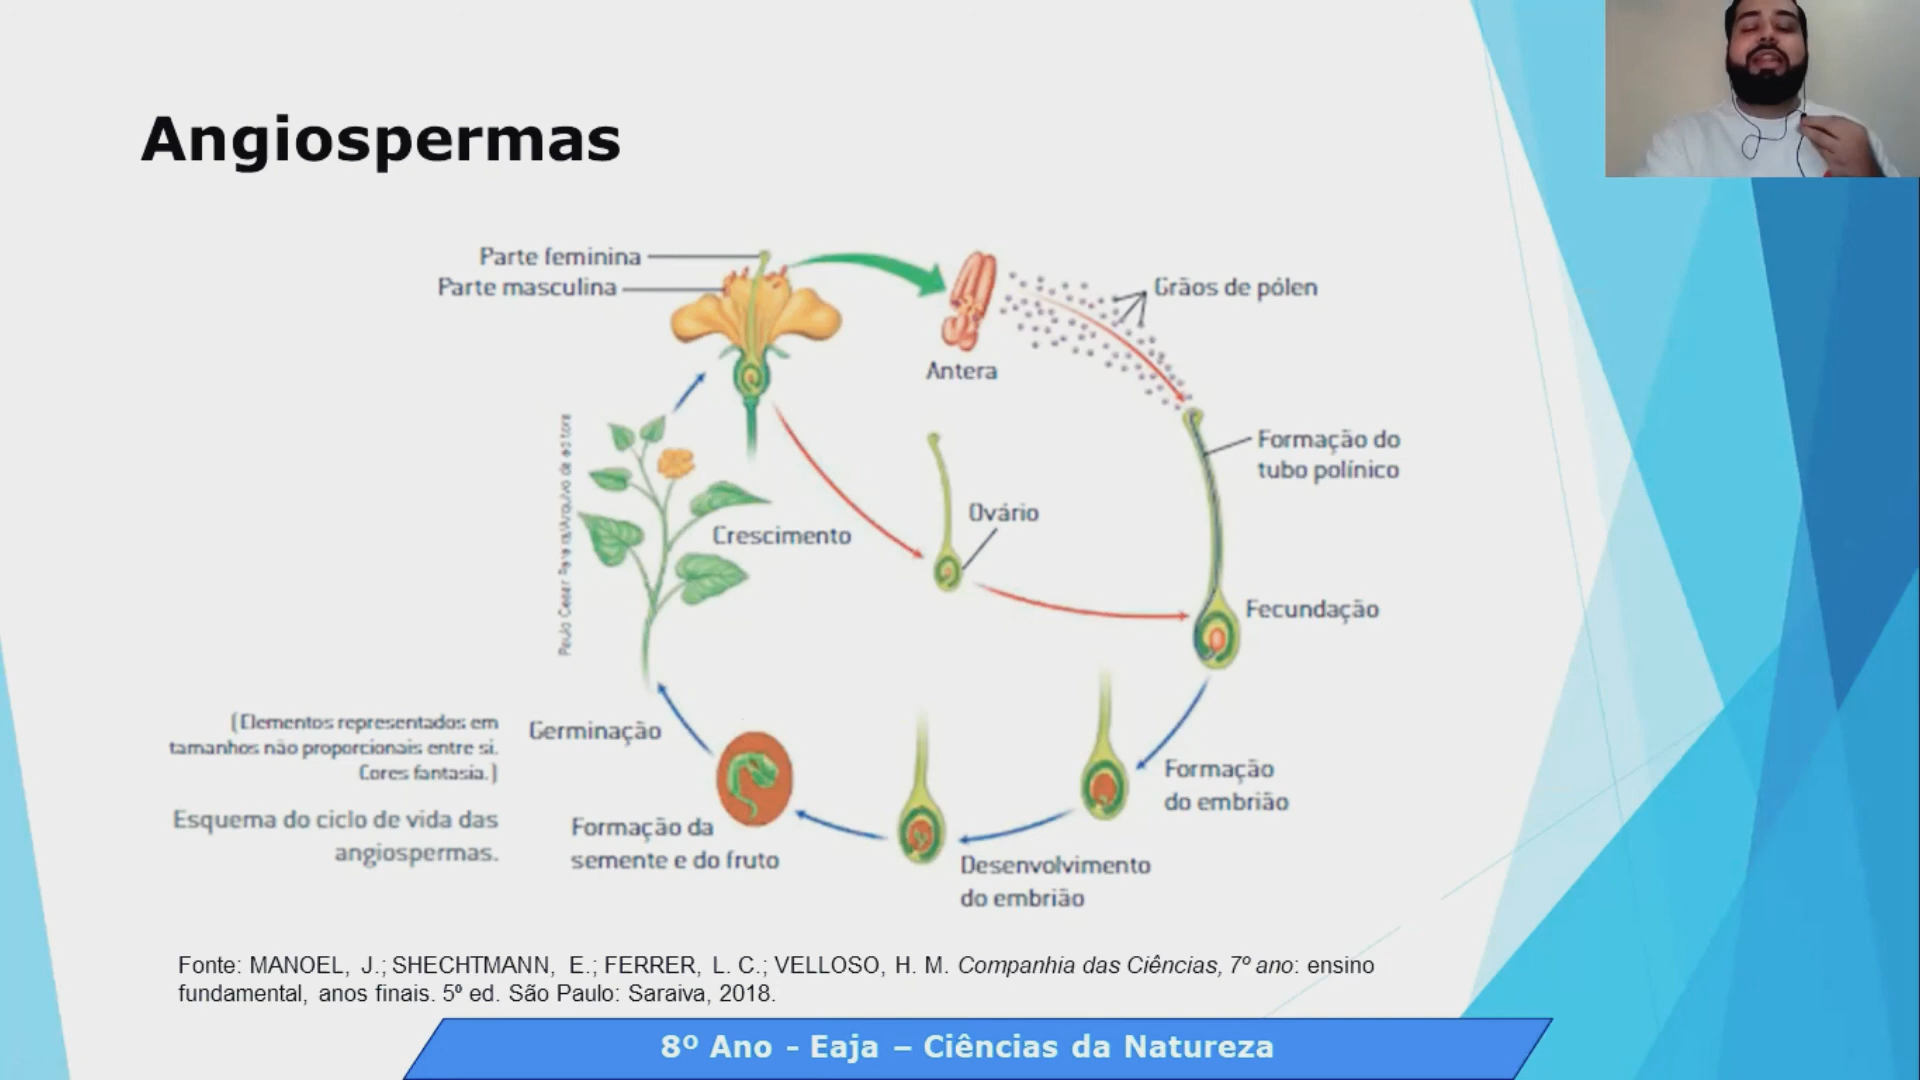 Angiospermas
Parte feminina
Parte masculina
Grãos de pólen
Antera
Formação do
tubo polínico
Ovário
Crescimento
Fecundação
(Elementos representados em
tamanhos não proporcionais entre si.
Cores fantasia.)
Esquema do ciclo de vida das
angiospermas.
Germinação
Formação
do embrião
Formação da
semente e do fruto
Desenvolvimento
do embrião
Fonte: MANOEL, J.; SHECHTMANN, E.; FERRER, L. C.; VELLOSO, H. M. Companhia das Ciências, 7º ano: ensino
fundamental, anos finais. 5º ed. São Paulo: Saraiva, 2018.
8º Ano - Eaja – Ciências da Natureza